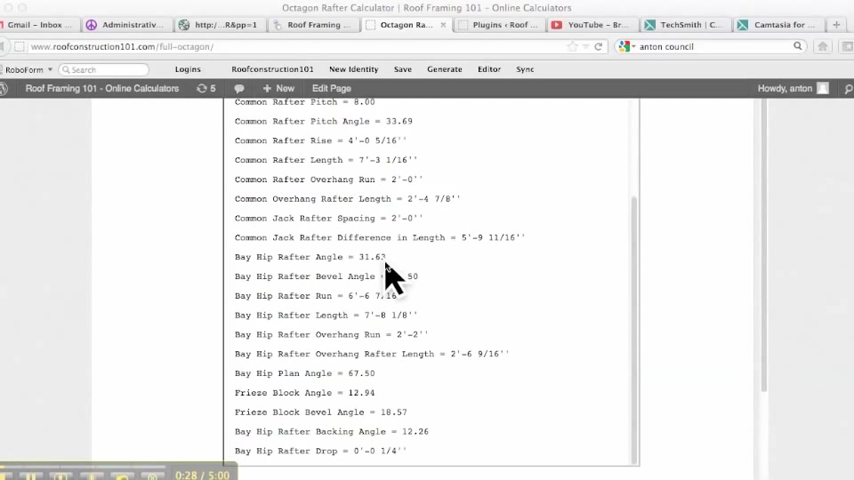 Octagon Rafter Calculator | Roof Framing 101 - Online Calculators
Gmail – Inbox
Administrativ...
http:/...R&pp=1
Roof Framing ...
Octagon Ra...
Plugins ‹ Roof ...
YouTube – Br...
TechSmith | C...
Camtasia for ...
www.roofconstruction101.com/full-octagon/
anton council
RoboForm
Search
Logins
Roofconstruction101
New Identity
Save
Generate
Editor
Sync
Roof Framing 101 - Online Calculators
5
+ New
Edit Page
Howdy, anton
Common Rafter Pitch = 8.00
Common Rafter Pitch Angle = 33.69
Common Rafter Rise = 4'-0 5/16''
Common Rafter Length = 7'-3 1/16''
Common Rafter Overhang Run = 2'-0''
Common Overhang Rafter Length = 2'-4 7/8''
Common Jack Rafter Spacing = 2'-0''
Common Jack Rafter Difference in Length = 5'-9 11/16''
Bay Hip Rafter Angle = 31.63
Bay Hip Rafter Bevel Angle = .50
Bay Hip Rafter Run = 6'-6 7/16
Bay Hip Rafter Length = 7'-8 1/8''
Bay Hip Rafter Overhang Run = 2'-2''
Bay Hip Rafter Overhang Rafter Length = 2'-6 9/16''
Bay Hip Plan Angle = 67.50
Frieze Block Angle = 12.94
Frieze Block Bevel Angle = 18.57
Bay Hip Rafter Backing Angle = 12.26
Bay Hip Rafter Drop = 0'-0 1/4''
0:28 / 5:00